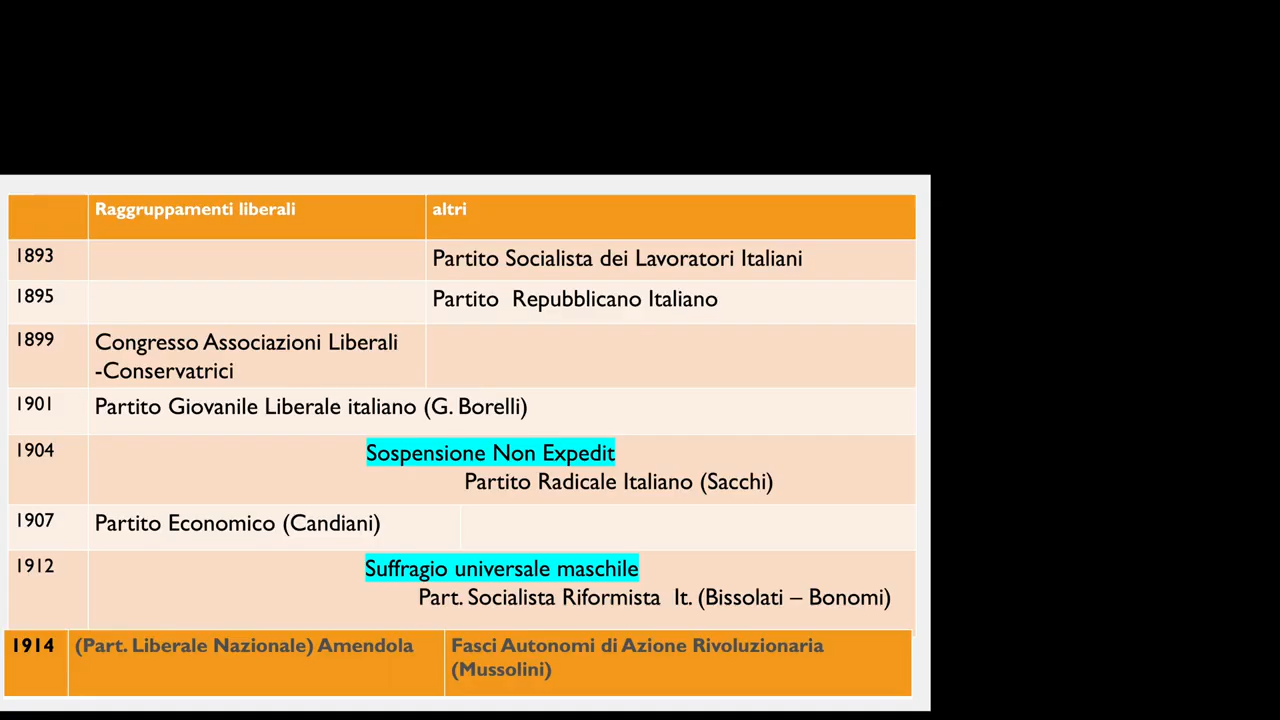 Raggruppamenti liberali altri
1893 Partito Socialista dei Lavoratori Italiani
1895 Partito Repubblicano Italiano
1899 Congresso Associazioni Liberali
-Conservatrici
1901 Partito Giovanile Liberale italiano (G. Borelli)
1904 Sospensione Non Expedit
Partito Radicale Italiano (Sacchi)
1907 Partito Economico (Candiani)
1912 Suffragio universale maschile
Part. Socialista Riformista It. (Bissolati – Bonomi)
1914 (Part. Liberale Nazionale) Amendola Fasci Autonomi di Azione Rivoluzionaria
(Mussolini)